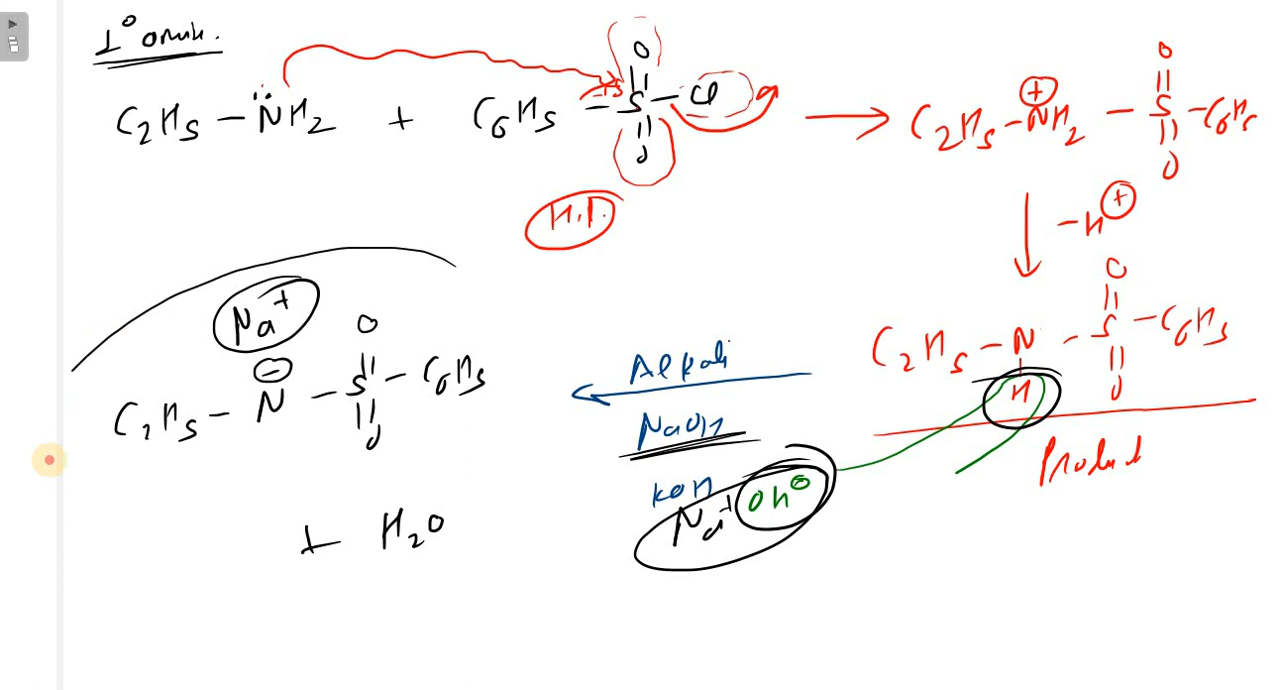 1° amine.
C2H5 – N̈H2 + C6H5 – S – Cl → C2H5 – NH2 – S – C6H5
O
O
δ+
⊕
O
O
H.P.
– H⊕
Na+
C2H5 – N – S – C6H5
⊖
O
O
Alkali
NaOH
KOH
Na+ OH⊖
C2H5 – N – S – C6H5
H
O
O
Product
+ H2O